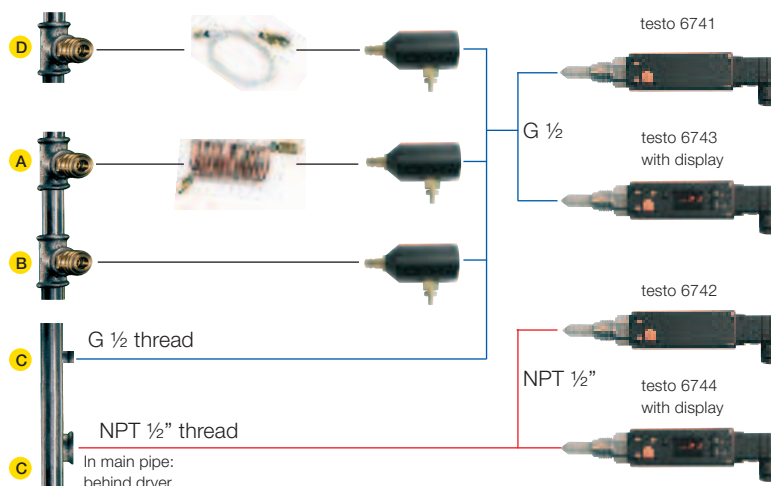 testo 6741
D
G ½
A
testo 6743
with display
B
testo 6742
G ½ thread
C
NPT ½”
testo 6744
with display
NPT ½” thread
C
In main pipe:
behind dryer